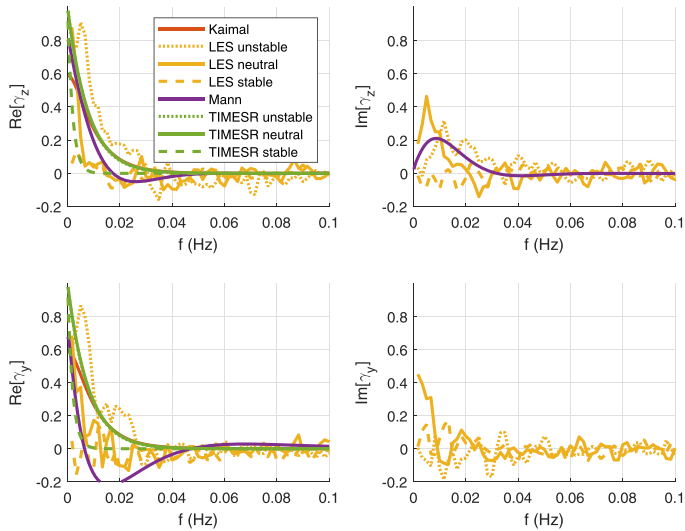 0.8
0.6
0.4
0.2
0
-0.2
Re[γz]
0 0.02 0.04 0.06 0.08 0.1
f (Hz)
Kaimal
LES unstable
LES neutral
LES stable
Mann
TIMESR unstable
TIMESR neutral
TIMESR stable
0.8
0.6
0.4
0.2
0
-0.2
Im[γz]
0 0.02 0.04 0.06 0.08 0.1
f (Hz)
0.8
0.6
0.4
0.2
0
-0.2
Re[γy]
0 0.02 0.04 0.06 0.08 0.1
f (Hz)
0.8
0.6
0.4
0.2
0
-0.2
Im[γy]
0 0.02 0.04 0.06 0.08 0.1
f (Hz)